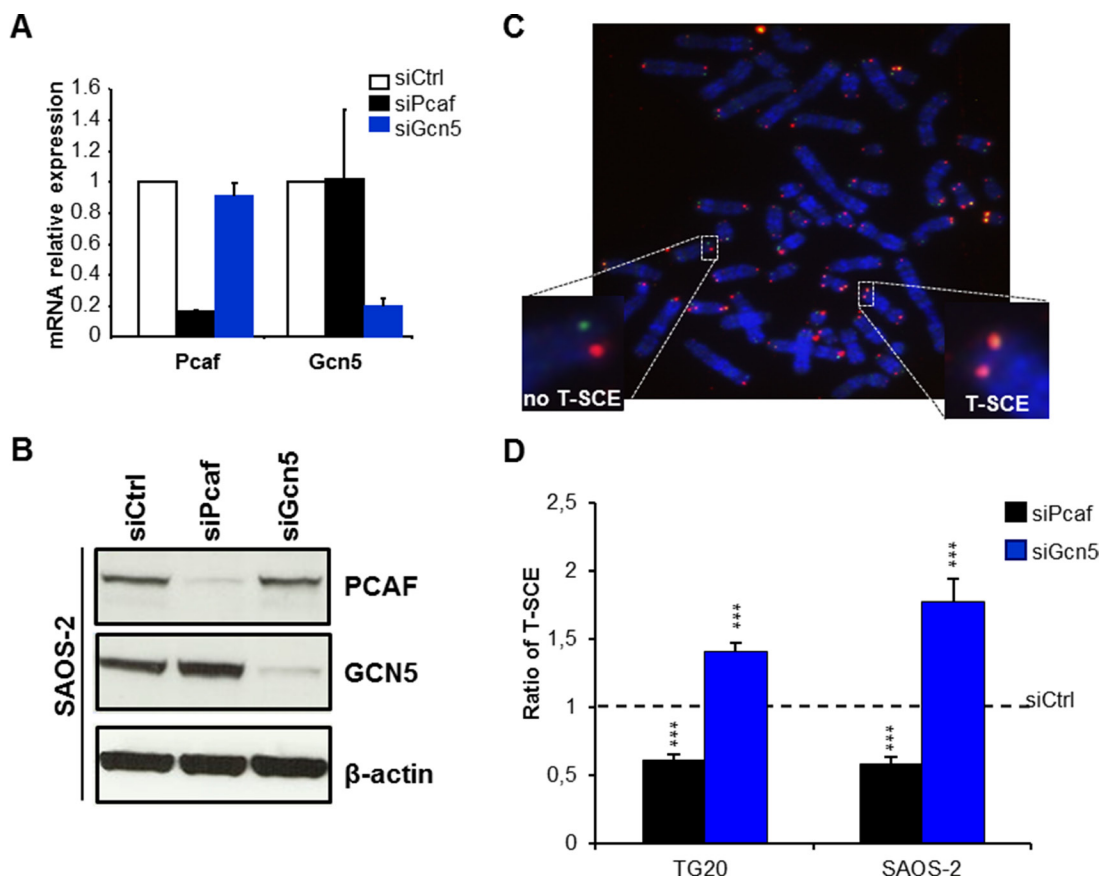 A
mRNA relative expression
1.6
1.4
1.2
1
0.8
0.6
0.4
0.2
0
siCtrl
siPcaf
siGcn5
Pcaf
Gcn5
C
no T-SCE
T-SCE
B
siCtrl
siPcaf
siGcn5
SAOS-2
PCAF
GCN5
β-actin
D
Ratio of T-SCE
2,5
2
1,5
1
0,5
0
siPcaf
siGcn5
***
***
***
***
siCtrl
TG20
SAOS-2